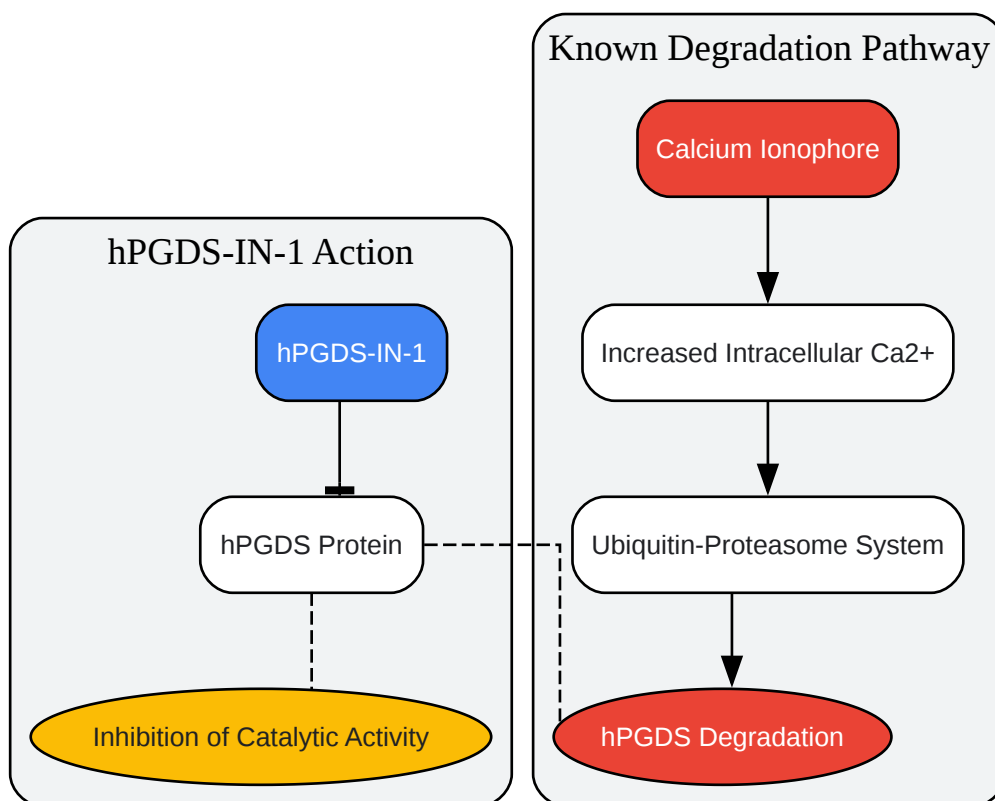 hPGDS-IN-1 Action
hPGDS-IN-1
hPGDS Protein
Inhibition of Catalytic Activity
Known Degradation Pathway
Calcium Ionophore
Increased Intracellular Ca2+
Ubiquitin-Proteasome System
hPGDS Degradation